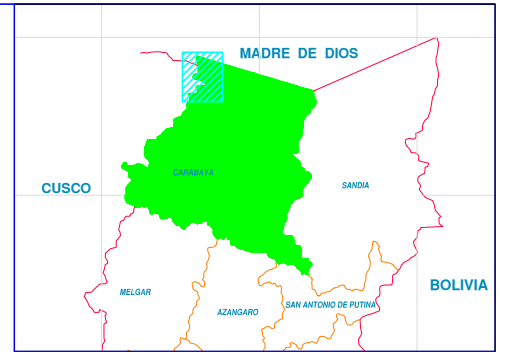 MADRE DE DIOS
CARABAYA
SANDIA
CUSCO
BOLIVIA
MELGAR
SAN ANTONIO DE PUTINA
AZANGARO